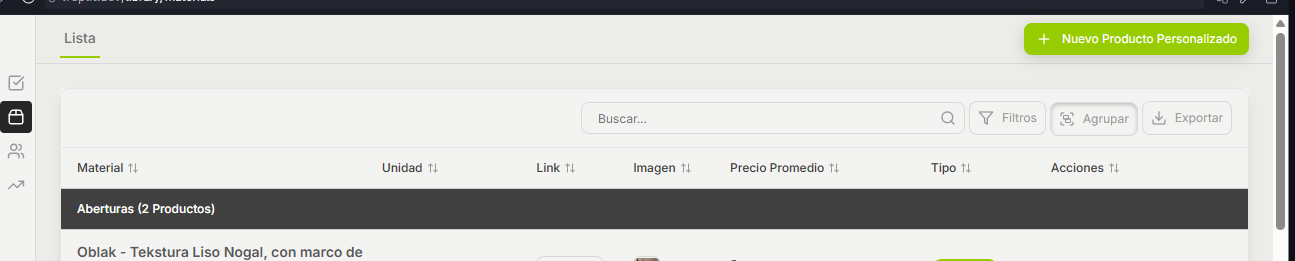 Lista
Nuevo Producto Personalizado
Buscar...
Filtros
Agrupar
Exportar
Material Unidad Link Imagen Precio Promedio Tipo Acciones
Aberturas (2 Productos)
Oblak - Tekstura Liso Nogal, con marco de